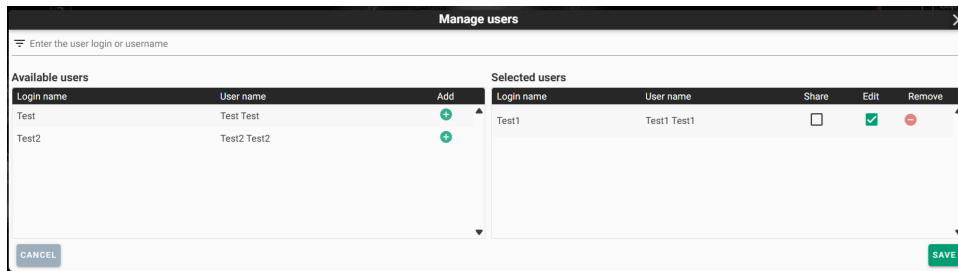 Manage users
Enter the user login or username
Available users
Login name User name Add
Test Test Test
Test2 Test2 Test2
Selected users
Login name User name Share Edit Remove
Test1 Test1 Test1
CANCEL
SAVE